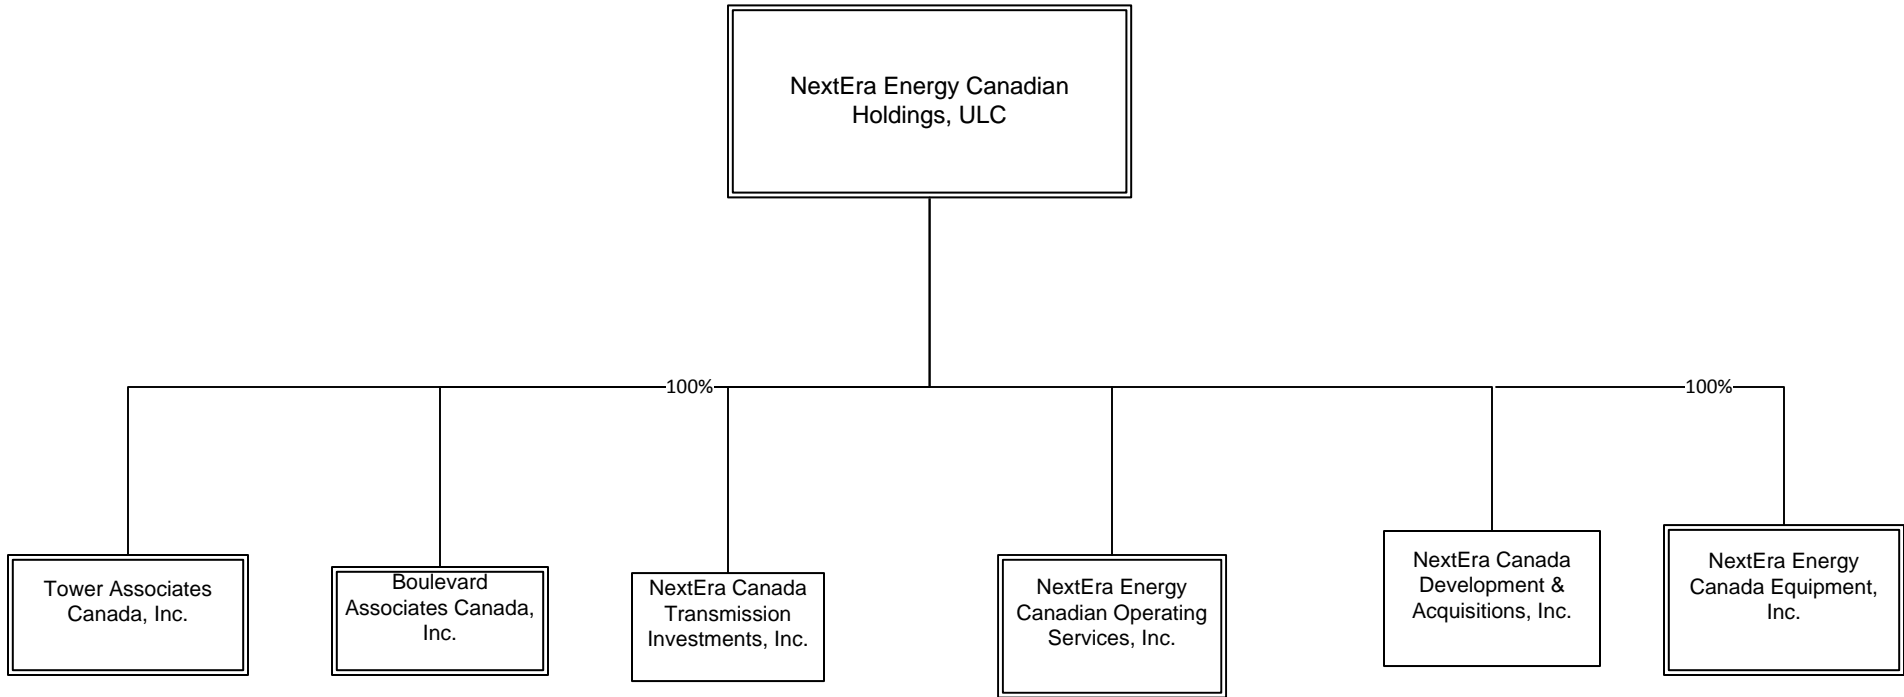 NextEra Energy Canadian
Holdings, ULC
100%
100%
Tower Associates
Canada, Inc.
Boulevard
Associates Canada,
Inc.
NextEra Canada
Transmission
Investments, Inc.
NextEra Energy
Canadian Operating
Services, Inc.
NextEra Canada
Development &
Acquisitions, Inc.
NextEra Energy
Canada Equipment,
Inc.